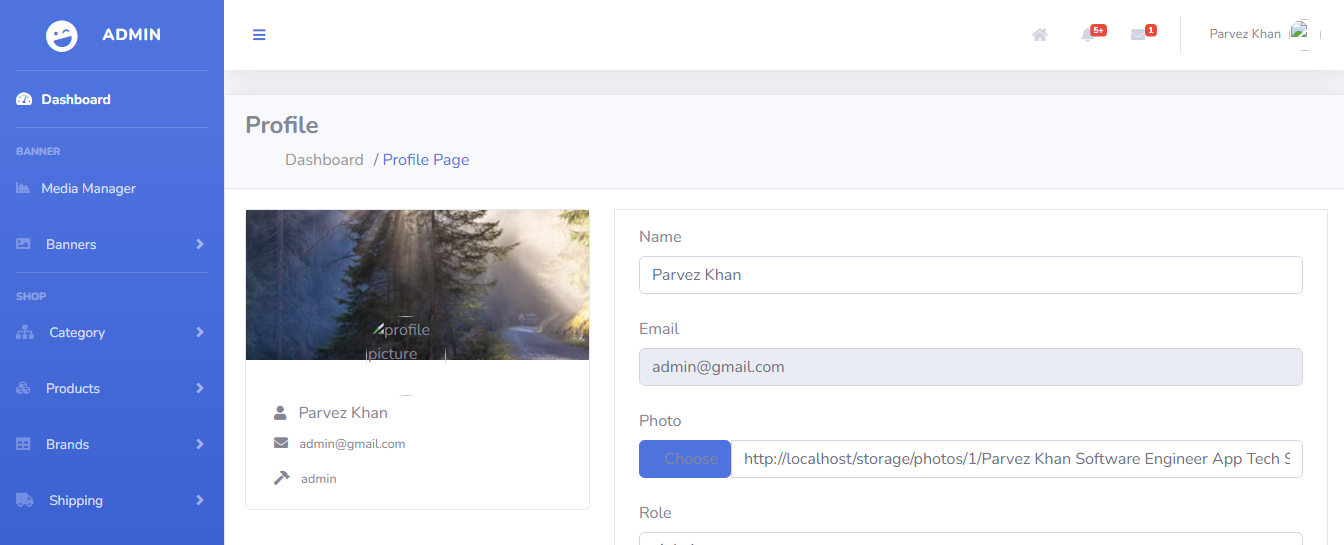 ADMIN
5+
1
Parvez Khan
Dashboard
Profile
Dashboard / Profile Page
BANNER
Media Manager
Banners
SHOP
Category
Products
Brands
Shipping
profile
picture
Parvez Khan
admin@gmail.com
admin
Name
Parvez Khan
Email
admin@gmail.com
Photo
Choose
http://localhost/storage/photos/1/Parvez Khan Software Engineer App Tech S
Role